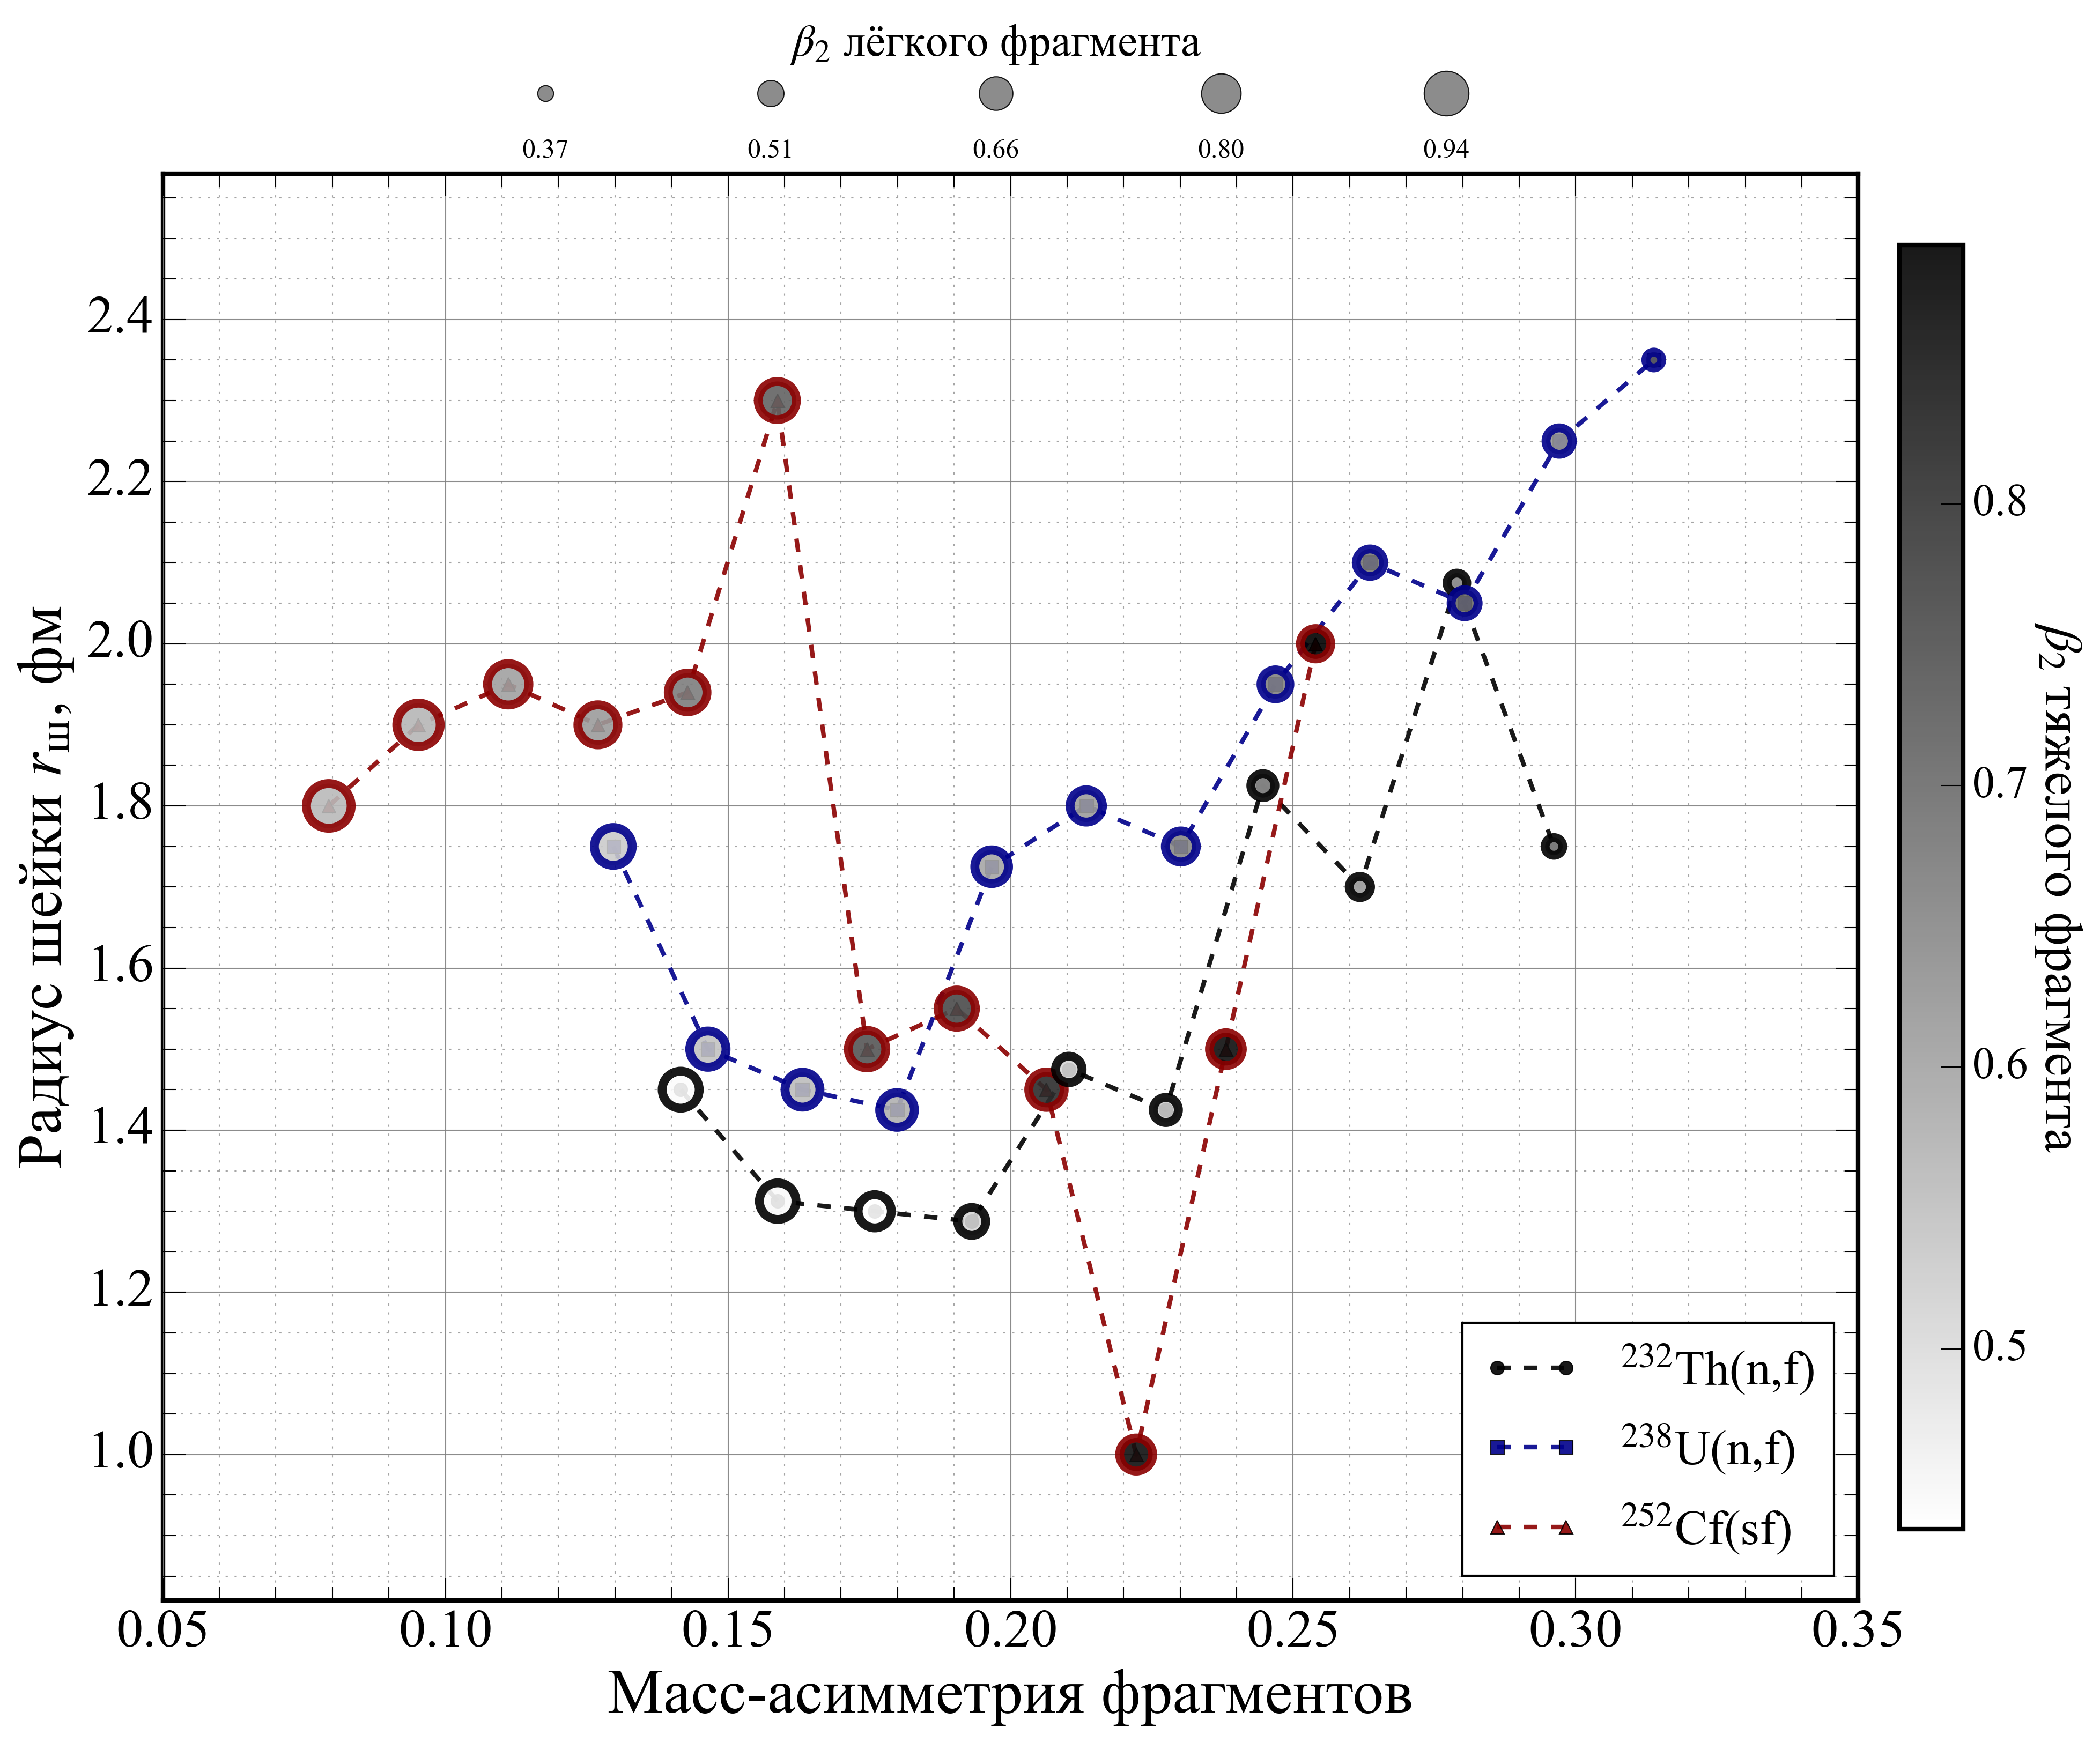 β₂ лёгкого фрагмента
0.37 0.51 0.66 0.80 0.94
2.4
2.2
2.0
1.8
1.6
1.4
1.2
1.0
Радиус шейки rш, фм
0.05 0.10 0.15 0.20 0.25 0.30 0.35
Масс-асимметрия фрагментов
²³²Th(n,f)
²³⁸U(n,f)
²⁵²Cf(sf)
0.8
0.7
0.6
0.5
β₂ тяжелого фрагмента